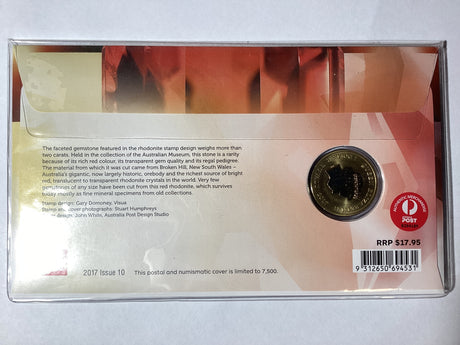 The faceted gemstone featured in the rhodonite stamp design weighs more than
two carats. Held in the collection of the Australian Museum, this stone is a rarity
because of its rich red colour, its transparent gem quality and its regal pedigree.
The material from which it was cut came from Broken Hill, New South Wales –
Australia's gigantic, now largely historic, orebody and the richest source of bright
red, translucent to transparent rhodonite crystals in the world. Very few
gemstones of any size have been cut from this red rhodonite, which survives
today mostly as fine mineral specimens from old collections.
Stamp design: Gary Domoney, Visua
Stamp and cover photographs: Stuart Humphreys
design: John White, Australia Post Design Studio
2017 Issue 10
This postal and numismatic cover is limited to 7,500.
POST
RRP $17.95
9 312650 694531